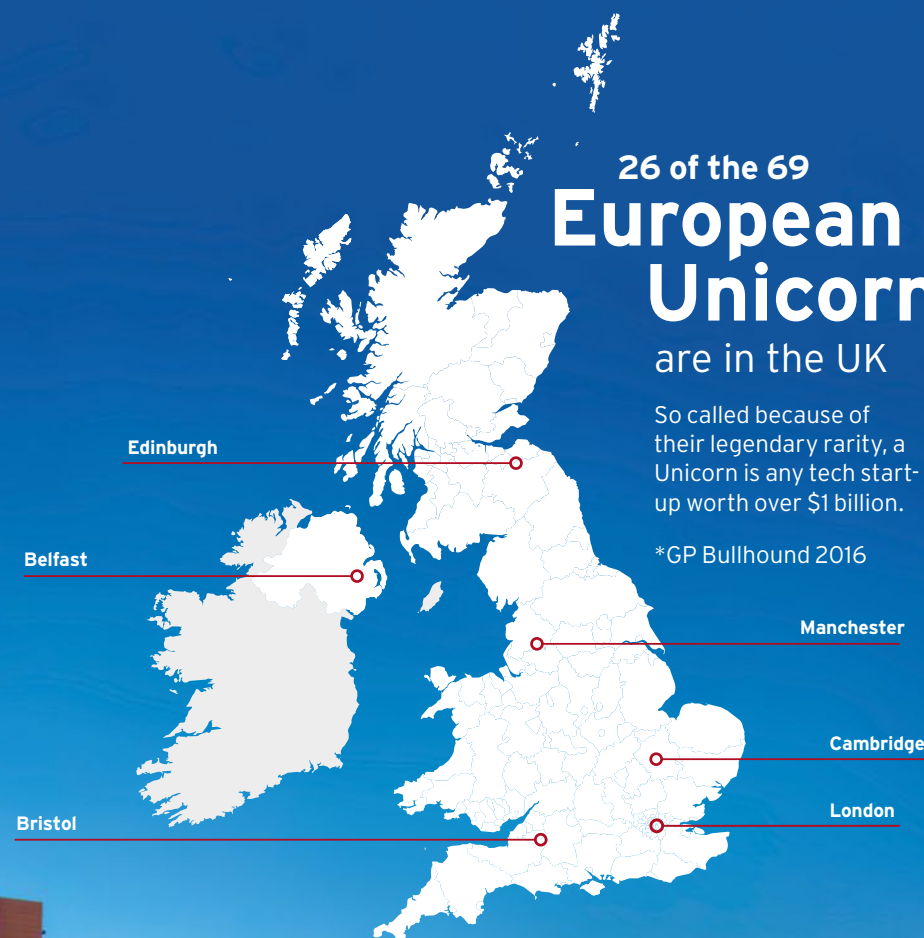 26 of the 69
European
Unicorn
are in the UK
So called because of
their legendary rarity, a
Unicorn is any tech start-
up worth over $1 billion.
*GP Bullhound 2016
Edinburgh
Belfast
Manchester
Cambridge
London
Bristol